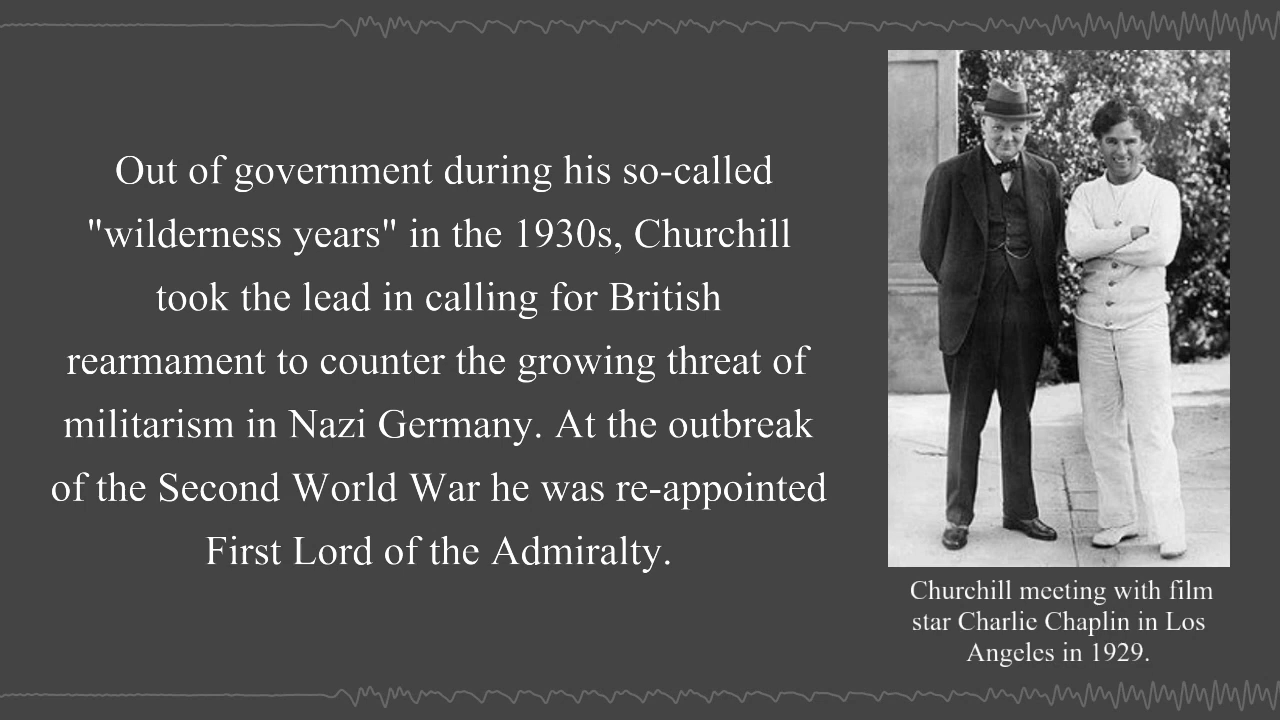 Out of government during his so-called
"wilderness years" in the 1930s, Churchill
took the lead in calling for British
rearmament to counter the growing threat of
militarism in Nazi Germany. At the outbreak
of the Second World War he was re-appointed
First Lord of the Admiralty.
Churchill meeting with film
star Charlie Chaplin in Los
Angeles in 1929.